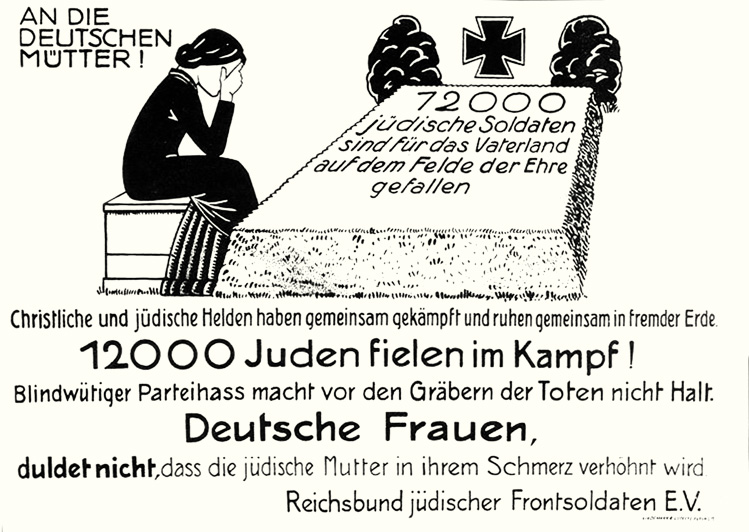 AN DIE
DEUTSCHEN
MÜTTER!
12000
jüdische Soldaten
sind für das Vaterland
auf dem Felde der Ehre
gefallen
Christliche und jüdische Helden haben gemeinsam gekämpft und ruhen gemeinsam in fremder Erde.
12000 Juden fielen im Kampf!
Blindwütiger Parteihass macht vor den Gräbern der Toten nicht Halt.
Deutsche Frauen,
duldet nicht, dass die jüdische Mutter in ihrem Schmerz verhöhnt wird.
Reichsbund jüdischer Frontsoldaten E.V.